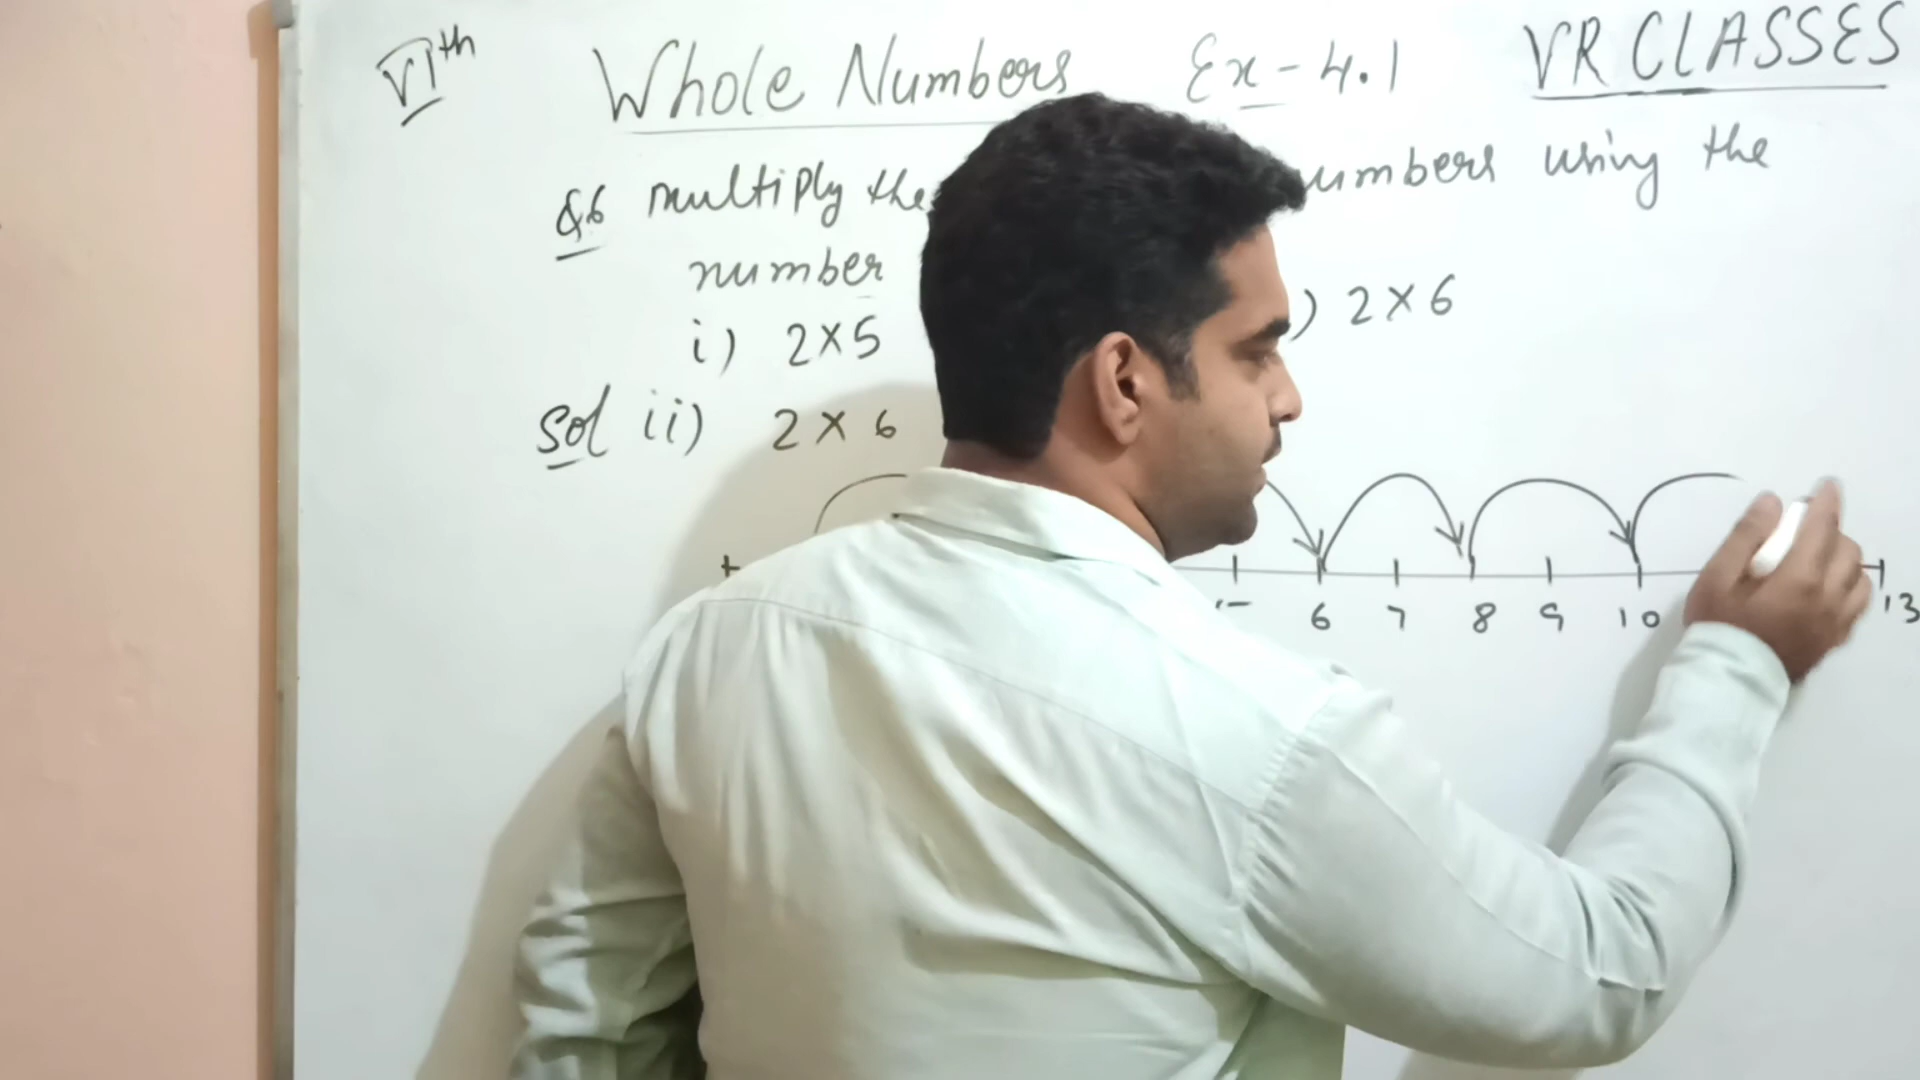 VIth Whole Numbers Ex-4.1 VR CLASSES
Q.6 multiply the umbers using the
number
i) 2×5 ) 2×6
Sol ii) 2×6
6 7 8 9 10 13